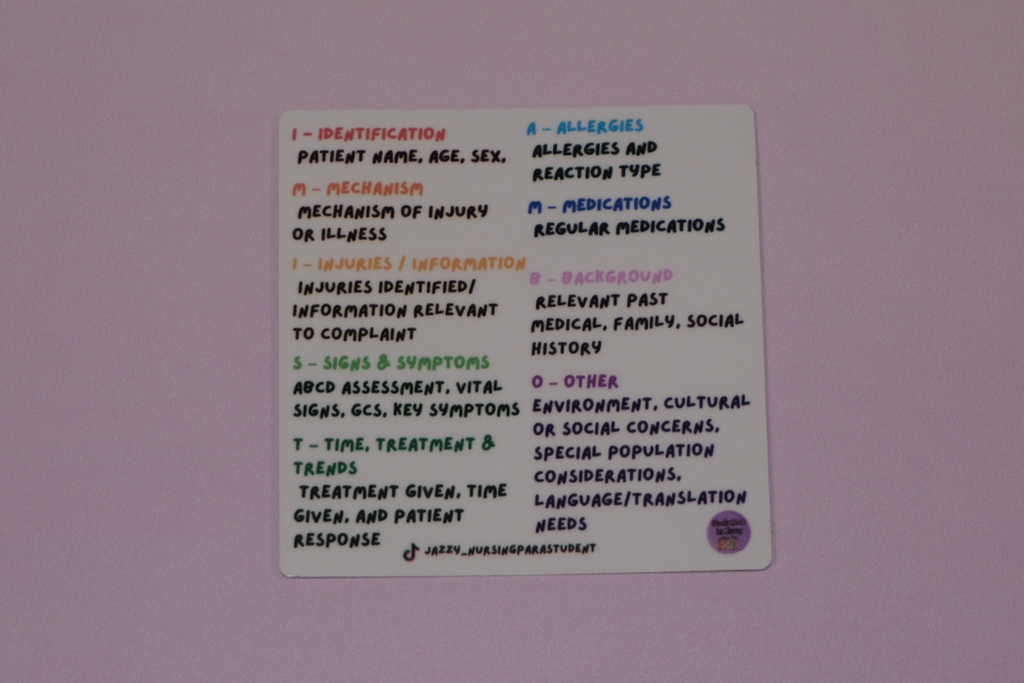 I - IDENTIFICATION
PATIENT NAME, AGE, SEX.
M - MECHANISM
MECHANISM OF INJURY
OR ILLNESS
I - INJURIES / INFORMATION
INJURIES IDENTIFIED/
INFORMATION RELEVANT
TO COMPLAINT
S - SIGNS & SYMPTOMS
ABCD ASSESSMENT, VITAL
SIGNS, GCS, KEY SYMPTOMS
T - TIME, TREATMENT &
TRENDS
TREATMENT GIVEN, TIME
GIVEN, AND PATIENT
RESPONSE
A - ALLERGIES
ALLERGIES AND
REACTION TYPE
M - MEDICATIONS
REGULAR MEDICATIONS
B - BACKGROUND
RELEVANT PAST
MEDICAL, FAMILY, SOCIAL
HISTORY
O - OTHER
ENVIRONMENT, CULTURAL
OR SOCIAL CONCERNS,
SPECIAL POPULATION
CONSIDERATIONS,
LANGUAGE/TRANSLATION
NEEDS
JAZZY_NURSINGPARASTUDENT